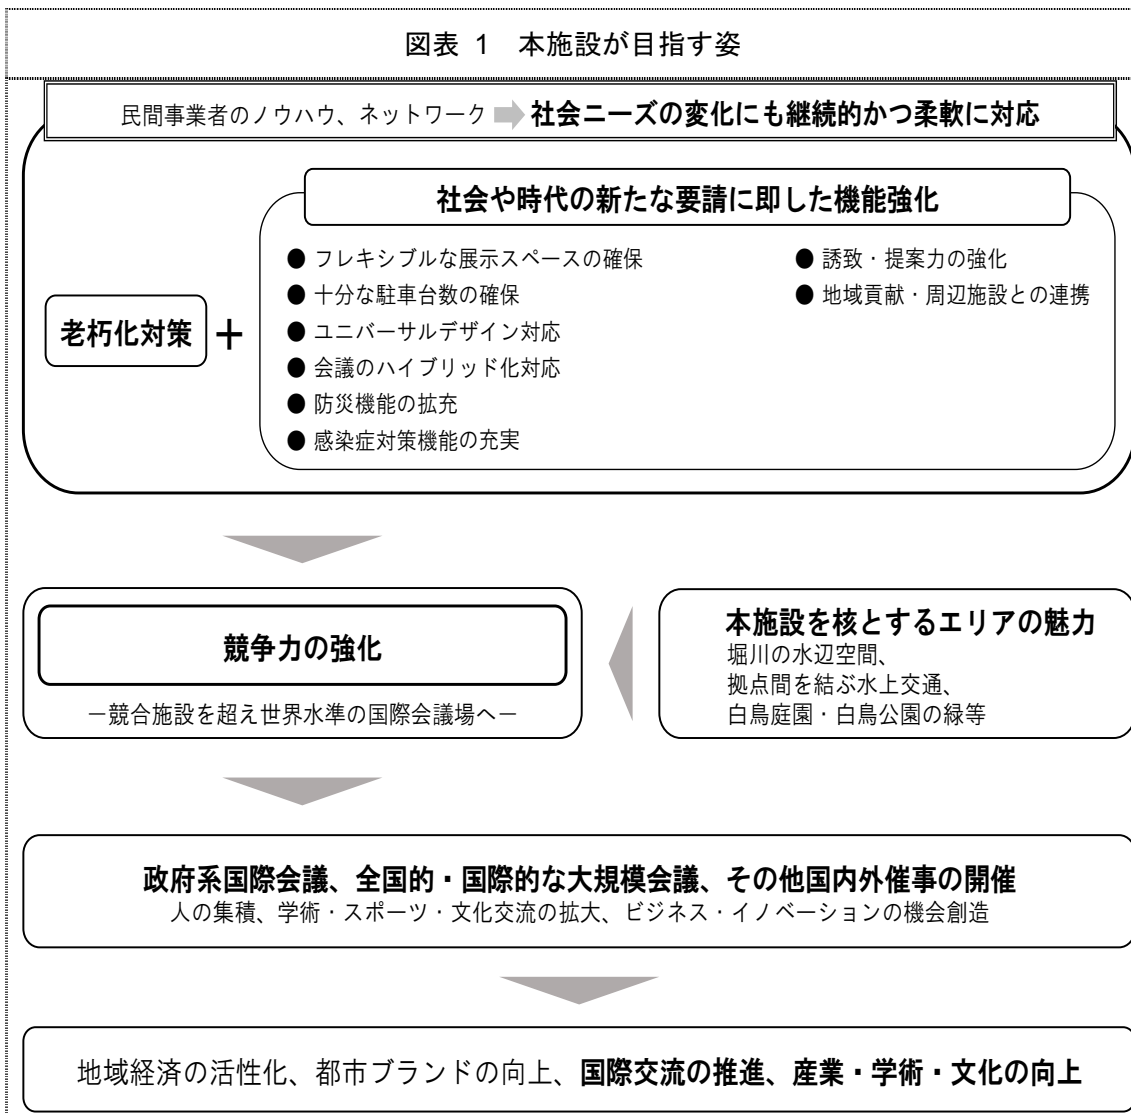 図表 1 本施設が目指す姿
民間事業者のノウハウ、ネットワーク 社会ニーズの変化にも継続的かつ柔軟に対応
社会や時代の新たな要請に即した機能強化
老朽化対策
＋
● フレキシブルな展示スペースの確保
● 十分な駐車台数の確保
● ユニバーサルデザイン対応
● 会議のハイブリッド化対応
● 防災機能の拡充
● 感染症対策機能の充実
● 誘致・提案力の強化
● 地域貢献・周辺施設との連携
競争力の強化
－競合施設を超え世界水準の国際会議場へ－
本施設を核とするエリアの魅力
堀川の水辺空間、
拠点間を結ぶ水上交通、
白鳥庭園・白鳥公園の緑等
政府系国際会議、全国的・国際的な大規模会議、その他国内外催事の開催
人の集積、学術・スポーツ・文化交流の拡大、ビジネス・イノベーションの機会創造
地域経済の活性化、都市ブランドの向上、国際交流の推進、産業・学術・文化の向上